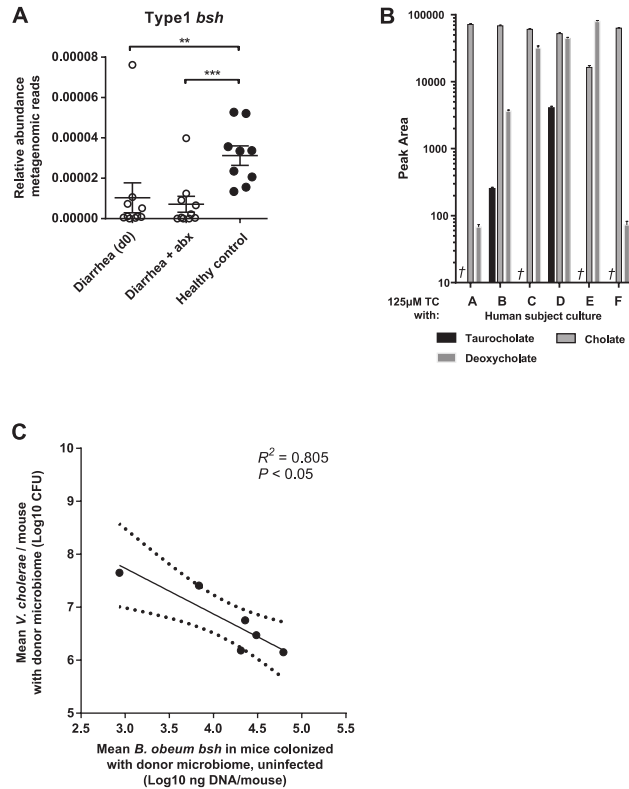 A
Type1 bsh
**
***
Relative abundance
metagenomic reads
0.00008
0.00006
0.00004
0.00002
0.00000
Diarrhea (d0)
Diarrhea + abx
Healthy control
B
Peak Area
100000
10000
1000
100
10
† † † †
A B C D E F
125µM TC
with:
Human subject culture
Taurocholate
Cholate
Deoxycholate
C
Mean V. cholerae / mouse
with donor microbiome (Log10 CFU)
10
9
8
7
6
5
R² = 0.805
P < 0.05
2.5 3.0 3.5 4.0 4.5 5.0 5.5
Mean B. obeum bsh in mice colonized
with donor microbiome, uninfected
(Log10 ng DNA/mouse)